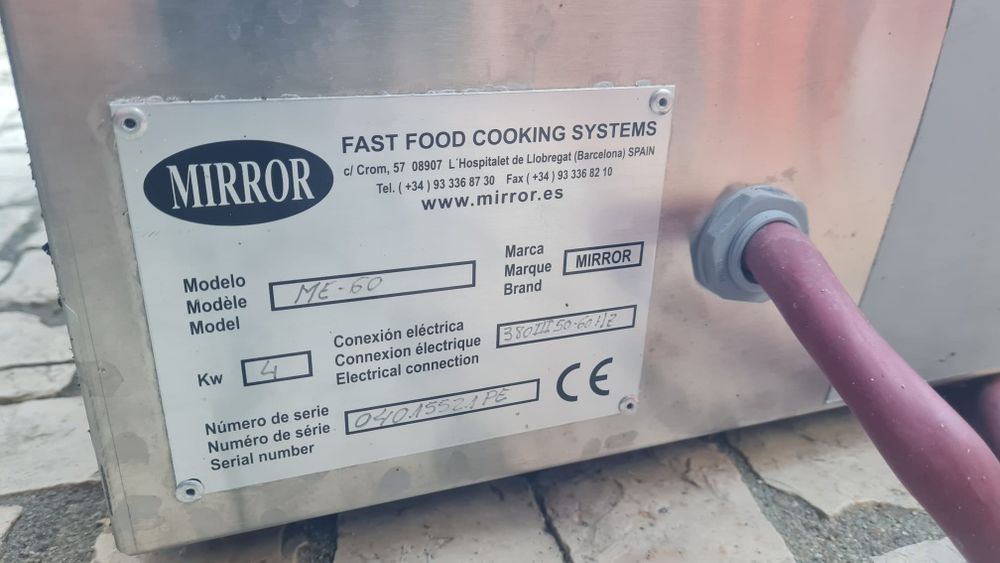 MIRROR
FAST FOOD COOKING SYSTEMS
c/ Crom, 57 08907 L´Hospitalet de Llobregat (Barcelona) SPAIN
Tel. ( +34 ) 93 336 87 30 Fax ( +34 ) 93 336 82 10
www.mirror.es
Modelo
Modèle
Model
ME-60
Marca
Marque
Brand
MIRROR
Kw
4
Conexión eléctrica
Connexion électrique
Electrical connection
380III 50-60HZ
Número de serie
Numéro de série
Serial number
04015521PE
CE